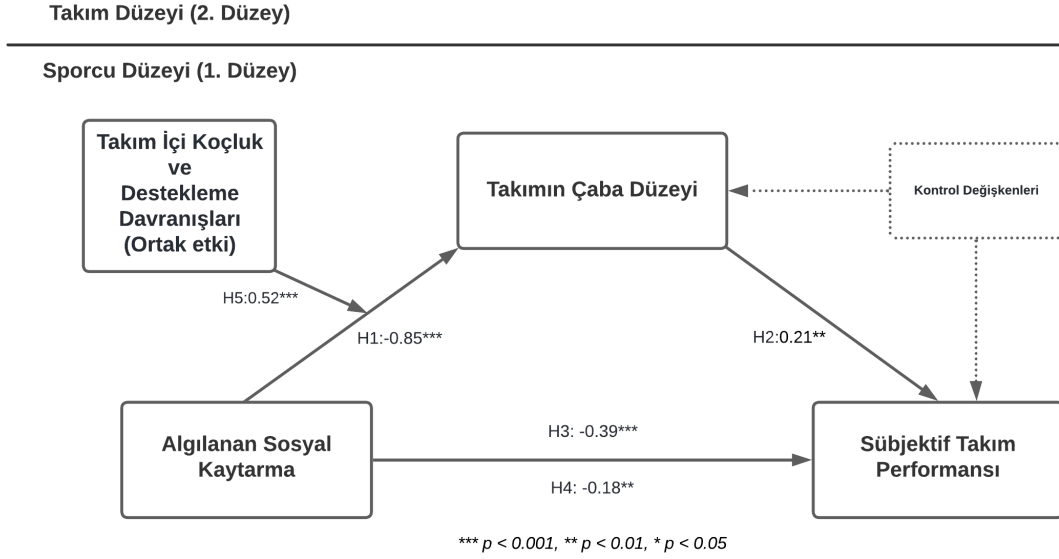 Takım Düzeyi (2. Düzey)
Sporcu Düzeyi (1. Düzey)
Takım İçi Koçluk
ve
Destekleme
Davranışları
(Ortak etki)
Takımın Çaba Düzeyi
Kontrol Değişkenleri
H5:0.52***
H1:-0.85***
H2:0.21**
Algılanan Sosyal
Kaytarma
H3: -0.39***
H4: -0.18**
Sübjektif Takım
Performansı
*** p < 0.001, ** p < 0.01, * p < 0.05